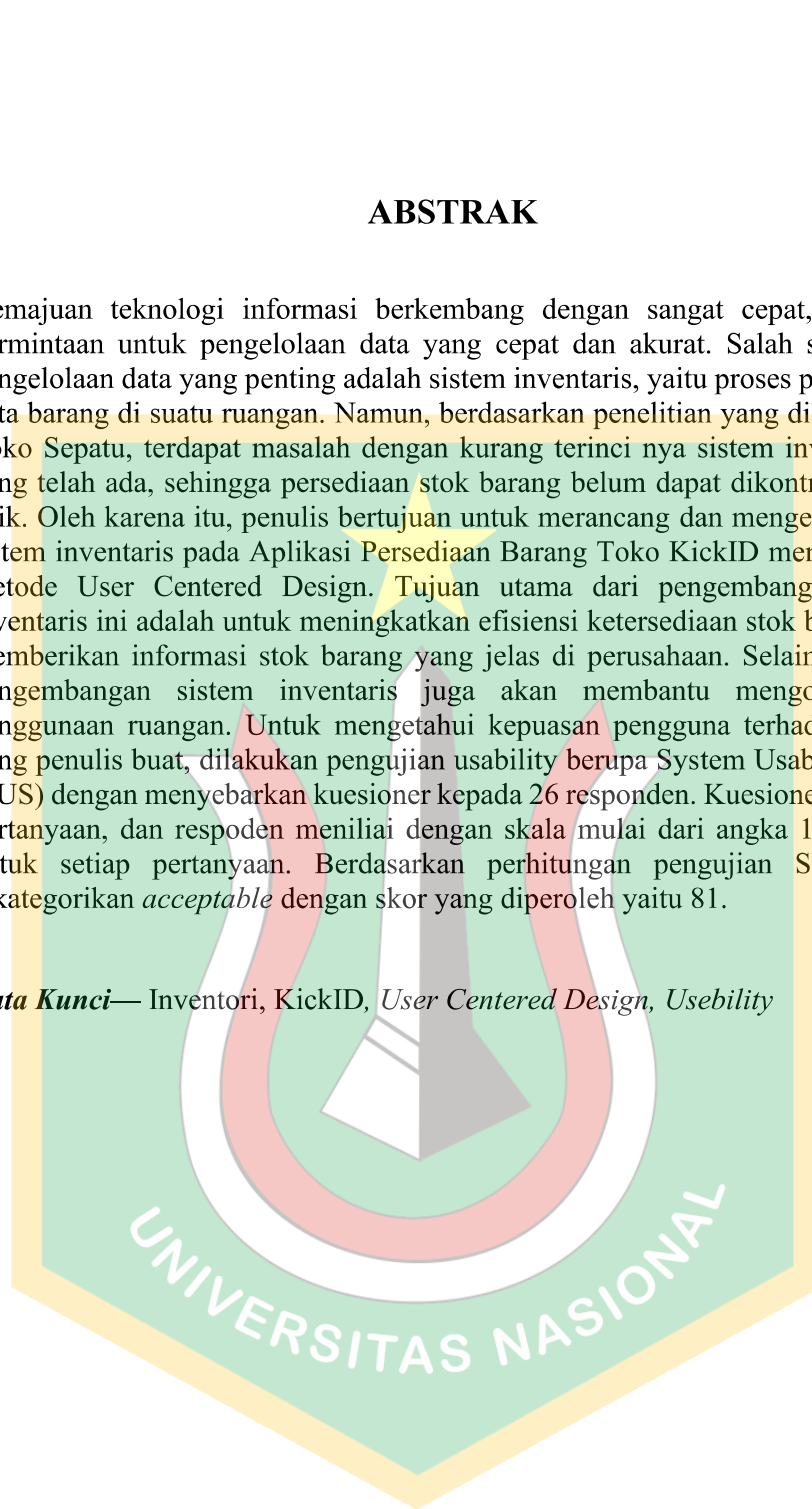 ABSTRAK
emajuan teknologi informasi berkembang dengan sangat cepat,
rmintaan untuk pengelolaan data yang cepat dan akurat. Salah s
ngelolaan data yang penting adalah sistem inventaris, yaitu proses p
ta barang di suatu ruangan. Namun, berdasarkan penelitian yang di
oko Sepatu, terdapat masalah dengan kurang terinci nya sistem inv
ng telah ada, sehingga persediaan stok barang belum dapat dikontr
ik. Oleh karena itu, penulis bertujuan untuk merancang dan menge
stem inventaris pada Aplikasi Persediaan Barang Toko KickID men
etode User Centered Design. Tujuan utama dari pengembang
ventaris ini adalah untuk meningkatkan efisiensi ketersediaan stok b
emberikan informasi stok barang yang jelas di perusahaan. Selain
ngembangan sistem inventaris juga akan membantu mengo
nggunaan ruangan. Untuk mengetahui kepuasan pengguna terhad
ng penulis buat, dilakukan pengujian usability berupa System Usab
US) dengan menyebarkan kuesioner kepada 26 responden. Kuesione
rtanyaan, dan respoden meniliai dengan skala mulai dari angka 1
tuk setiap pertanyaan. Berdasarkan perhitungan pengujian S
kategorikan acceptable dengan skor yang diperoleh yaitu 81.
ata Kunci— Inventori, KickID, User Centered Design, Usebility
UNIVERSITAS NASIONAL